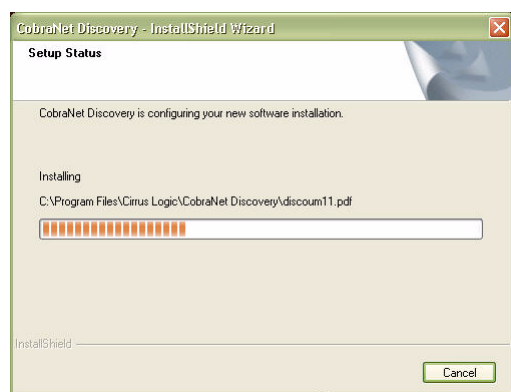 CobraNet Discovery - InstallShield Wizard
Setup Status
CobraNet Discovery is configuring your new software installation.
Installing
C:\Program Files\Cirrus Logic\CobraNet Discovery\discoum11.pdf
InstallShield
Cancel